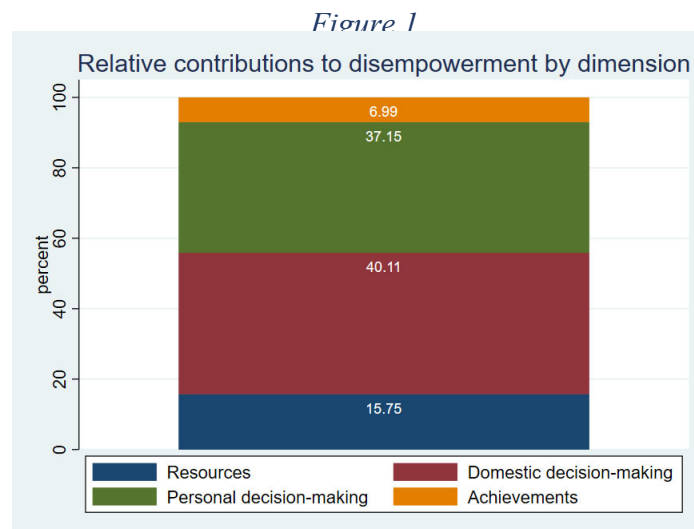 Figure 1
Relative contributions to disempowerment by dimension
100
80
60
40
20
0
percent
6.99
37.15
40.11
15.75
Resources
Domestic decision-making
Personal decision-making
Achievements